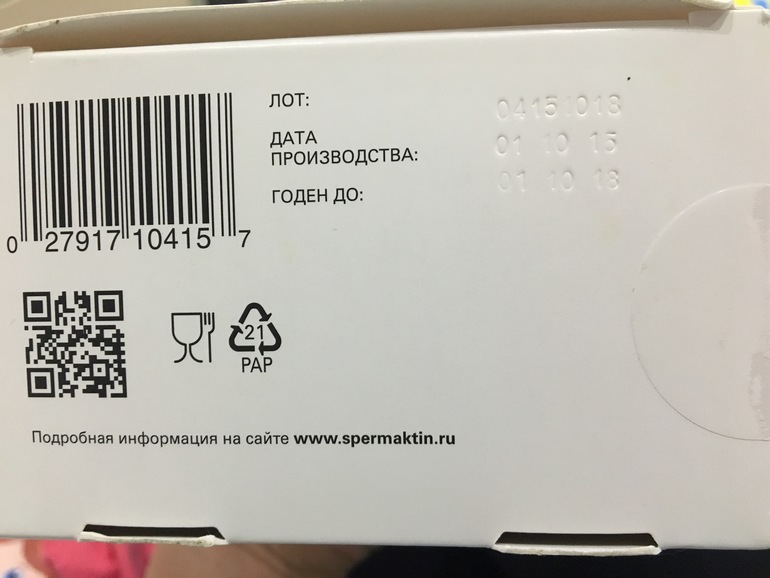 ЛОТ: 04151018
ДАТА
ПРОИЗВОДСТВА: 01 10 15
ГОДЕН ДО: 01 10 18
0 27917 10415 7
21
PAP
Подробная информация на сайте www.spermaktin.ru